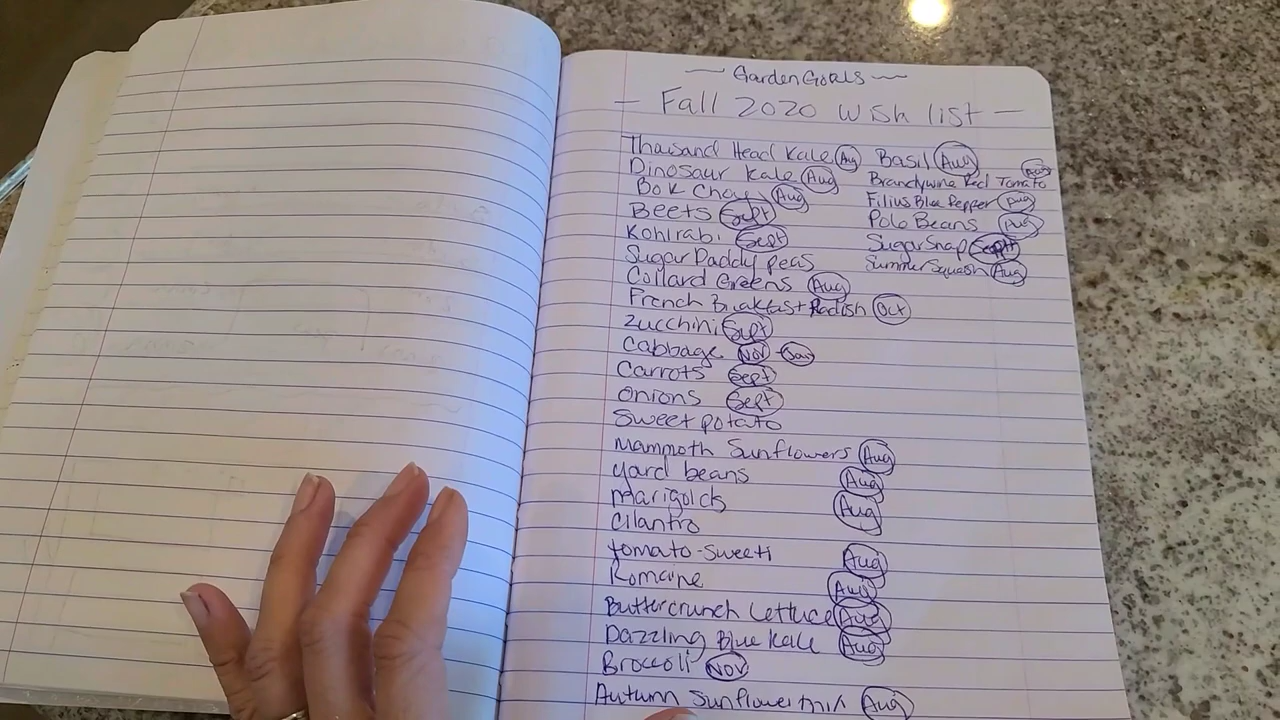 ~ Garden Goals ~
- Fall 2020 Wish list -
Thousand Head Kale Aug
Dinosaur Kale Aug
Bok Choy Aug
Beets Sept
Kohlrabi Sept
Sugar Daddy peas
Collard Greens Aug
French Breakfast Radish Oct
Zucchini Sept
Cabbage Nov - Jan
Carrots Sept
Onions Sept
Sweet potato
Mammoth Sunflowers Aug
yard beans Aug
marigolds Aug
cilantro
tomato-Sweeti Aug
Romaine Aug
Buttercrunch Lettuce Aug
Dazzling Blue Kale Aug
Broccoli Nov
Autumn Sunflower mix Aug
Basil Aug
Brandywine Red Tomato
Filius Blue Pepper Aug
Polo Beans Aug
Sugar Snap Sept
Summer Squash Aug